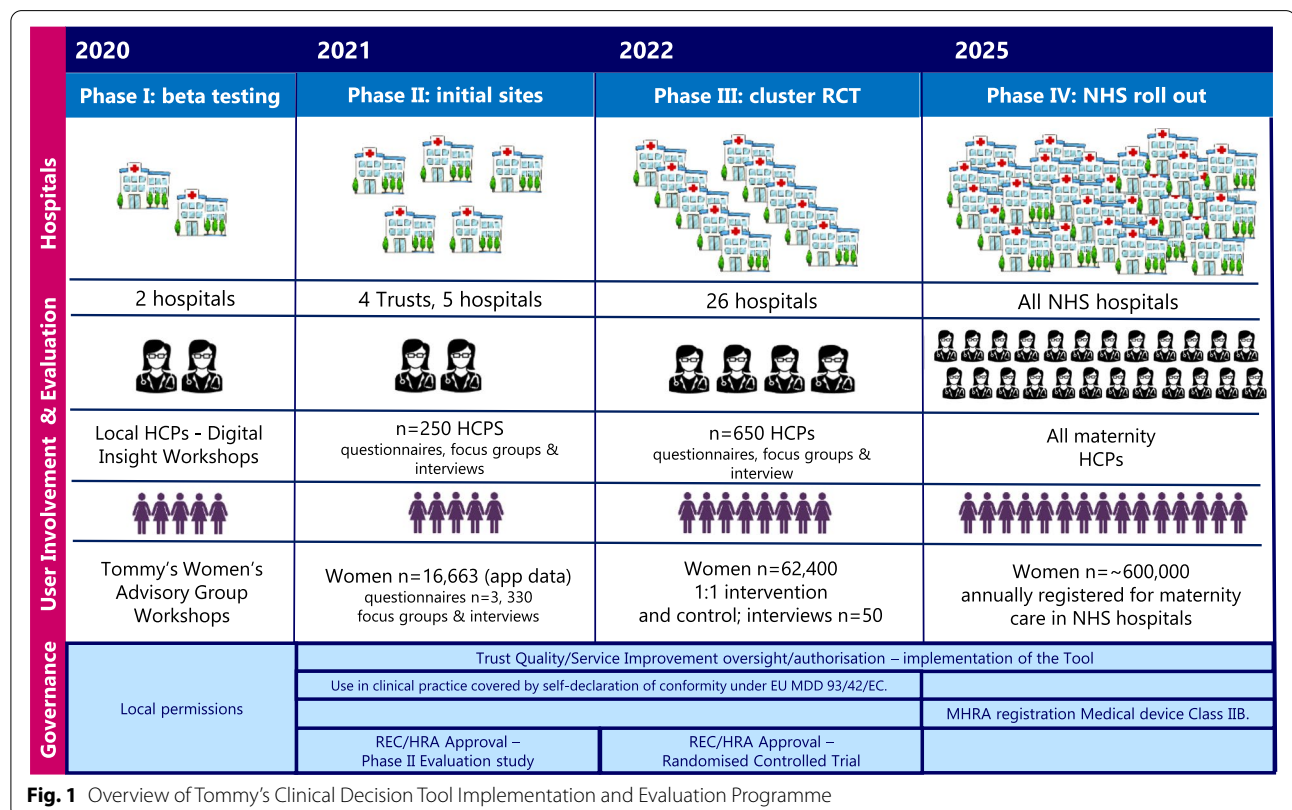 2020
2021
2022
2025
Phase I: beta testing
Phase II: initial sites
Phase III: cluster RCT
Phase IV: NHS roll out
Hospitals
2 hospitals
4 Trusts, 5 hospitals
26 hospitals
All NHS hospitals
User Involvement & Evaluation
Local HCPs - Digital
Insight Workshops
n=250 HCPS
questionnaires, focus groups &
interviews
n=650 HCPs
questionnaires, focus groups &
interview
All maternity
HCPs
Tommy's Women's
Advisory Group
Workshops
Women n=16,663 (app data)
questionnaires n=3, 330
focus groups & interviews
Women n=62,400
1:1 intervention
and control; interviews n=50
Women n=~600,000
annually registered for maternity
care in NHS hospitals
Governance
Local permissions
Trust Quality/Service Improvement oversight/authorisation – implementation of the Tool
Use in clinical practice covered by self-declaration of conformity under EU MDD 93/42/EC.
MHRA registration Medical device Class IIB.
REC/HRA Approval –
Phase II Evaluation study
REC/HRA Approval –
Randomised Controlled Trial
Fig. 1 Overview of Tommy's Clinical Decision Tool Implementation and Evaluation Programme